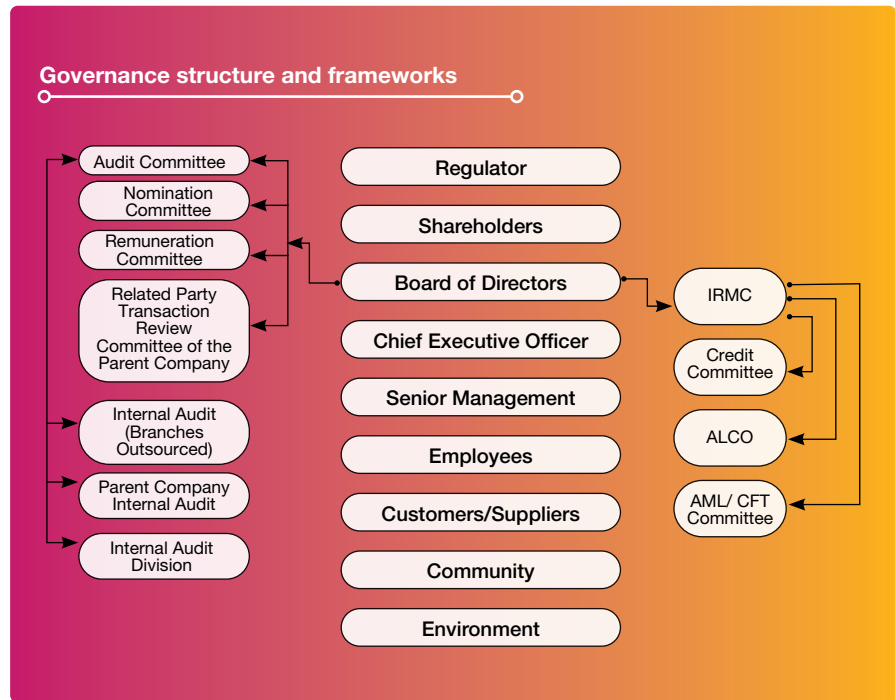 Governance structure and frameworks
Audit Committee
Nomination
Committee
Remuneration
Committee
Related Party
Transaction
Review
Committee of the
Parent Company
Internal Audit
(Branches
Outsourced)
Parent Company
Internal Audit
Internal Audit
Division
Regulator
Shareholders
Board of Directors
Chief Executive Officer
Senior Management
Employees
Customers/Suppliers
Community
Environment
IRMC
Credit
Committee
ALCO
AML/ CFT
Committee